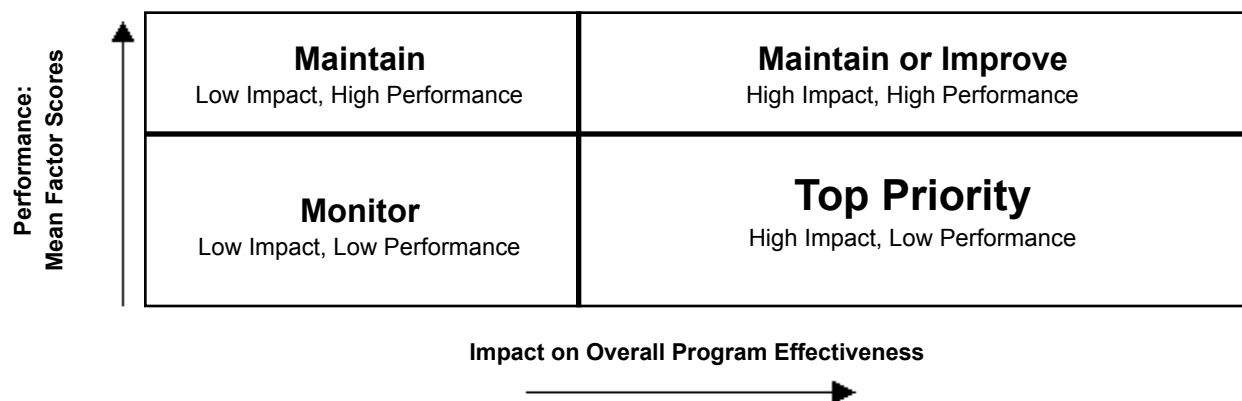 Performance:
Mean Factor Scores
Maintain
Low Impact, High Performance
Maintain or Improve
High Impact, High Performance
Monitor
Low Impact, Low Performance
Top Priority
High Impact, Low Performance
Impact on Overall Program Effectiveness